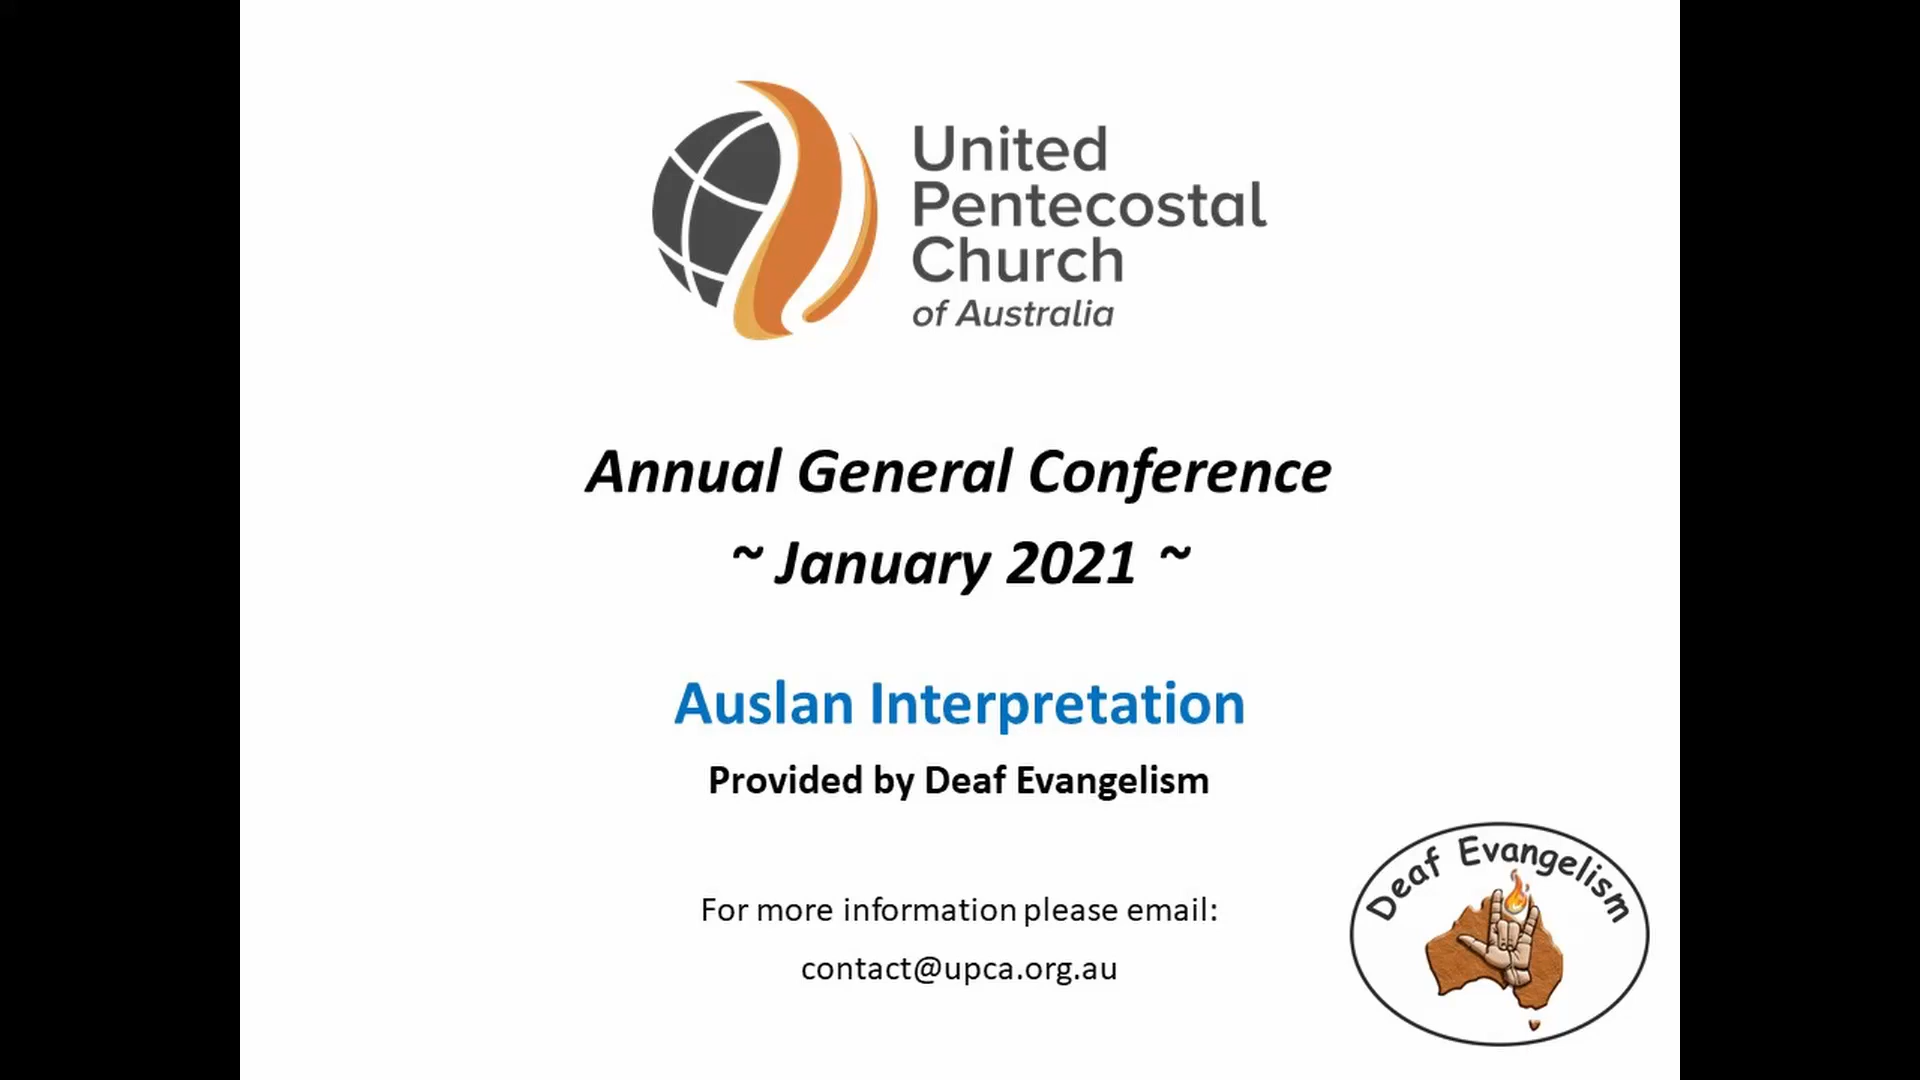 United
Pentecostal
Church
of Australia
Annual General Conference
~ January 2021 ~
Auslan Interpretation
Provided by Deaf Evangelism
For more information please email:
contact@upca.org.au
Deaf Evangelism